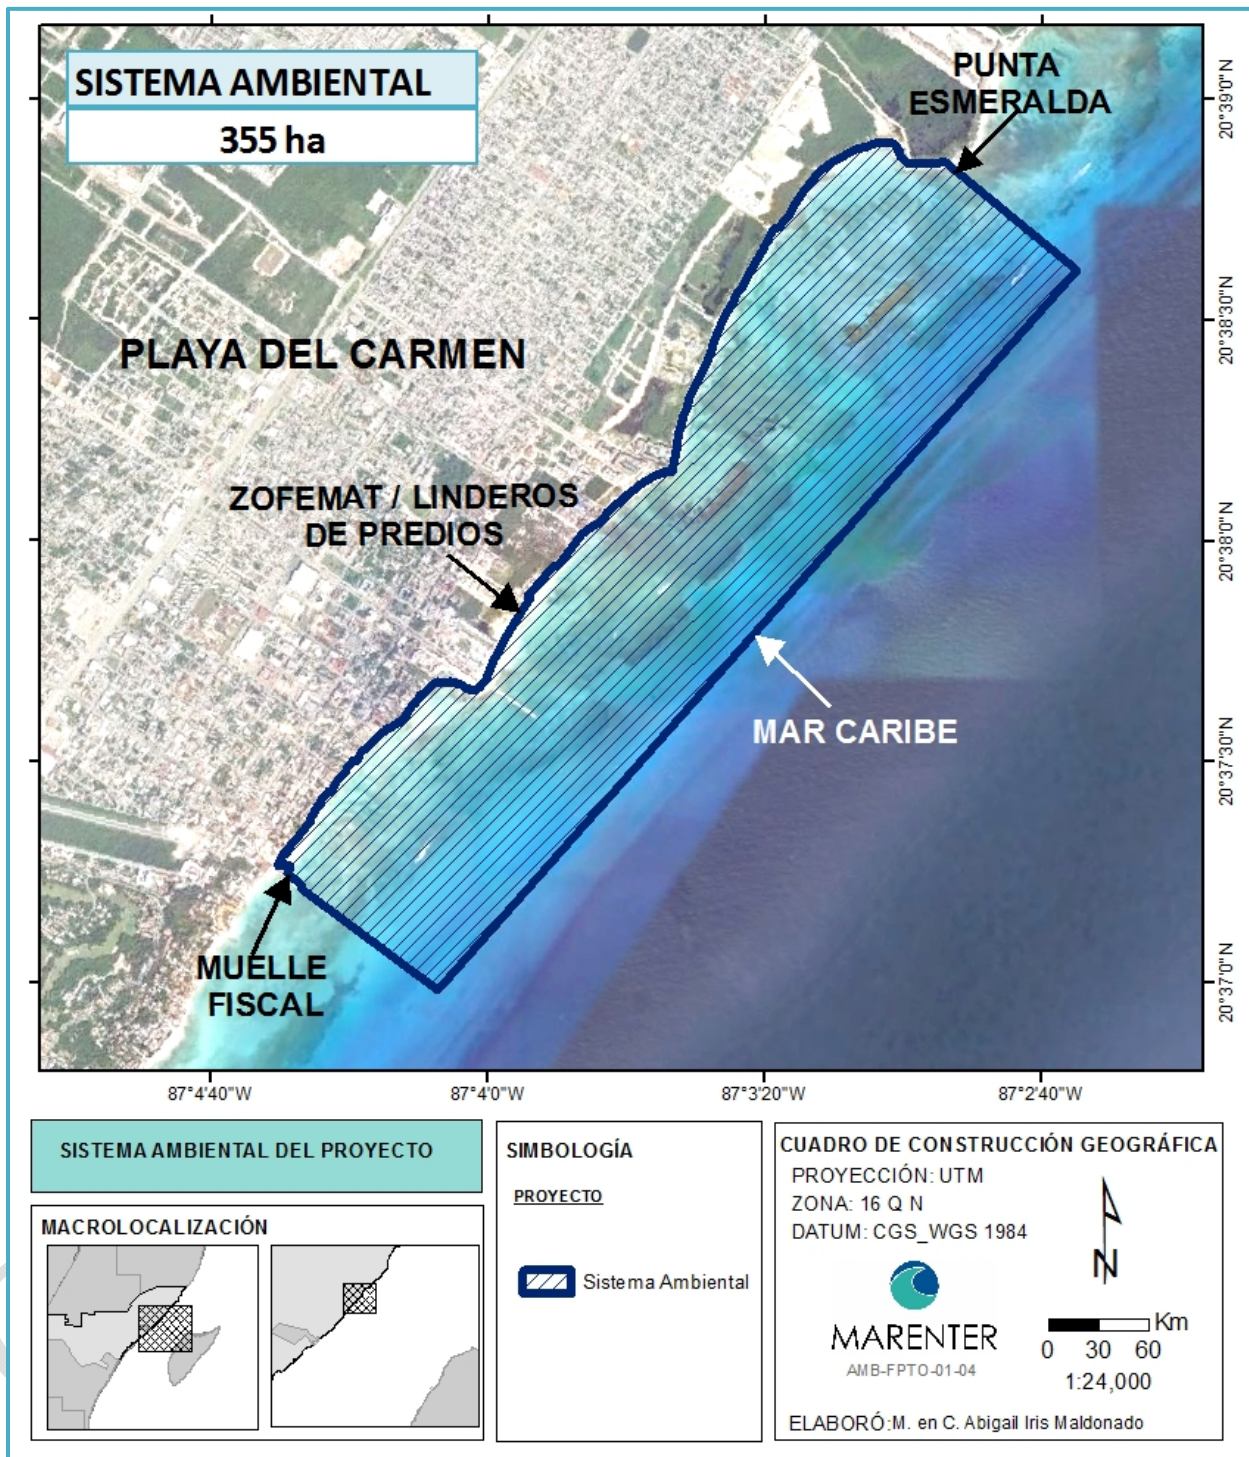 SISTEMA AMBIENTAL
355 ha
PUNTA
ESMERALDA
PLAYA DEL CARMEN
ZOFEMAT / LINDEROS
DE PREDIOS
MAR CARIBE
MUELLE
FISCAL
20°39'0"N
20°38'30"N
20°38'0"N
20°37'30"N
20°37'0"N
87°4'40"W
87°4'0"W
87°3'20"W
87°2'40"W
SISTEMA AMBIENTAL DEL PROYECTO
MACROLOCALIZACIÓN
SIMBOLOGÍA
PROYECTO
Sistema Ambiental
CUADRO DE CONSTRUCCIÓN GEOGRÁFICA
PROYECCIÓN: UTM
ZONA: 16 Q N
DATUM: CGS_WGS 1984
N
MARENTER
AMB-FPTO-01-04
Km
0 30 60
1:24,000
ELABORÓ: M. en C. Abigail Iris Maldonado